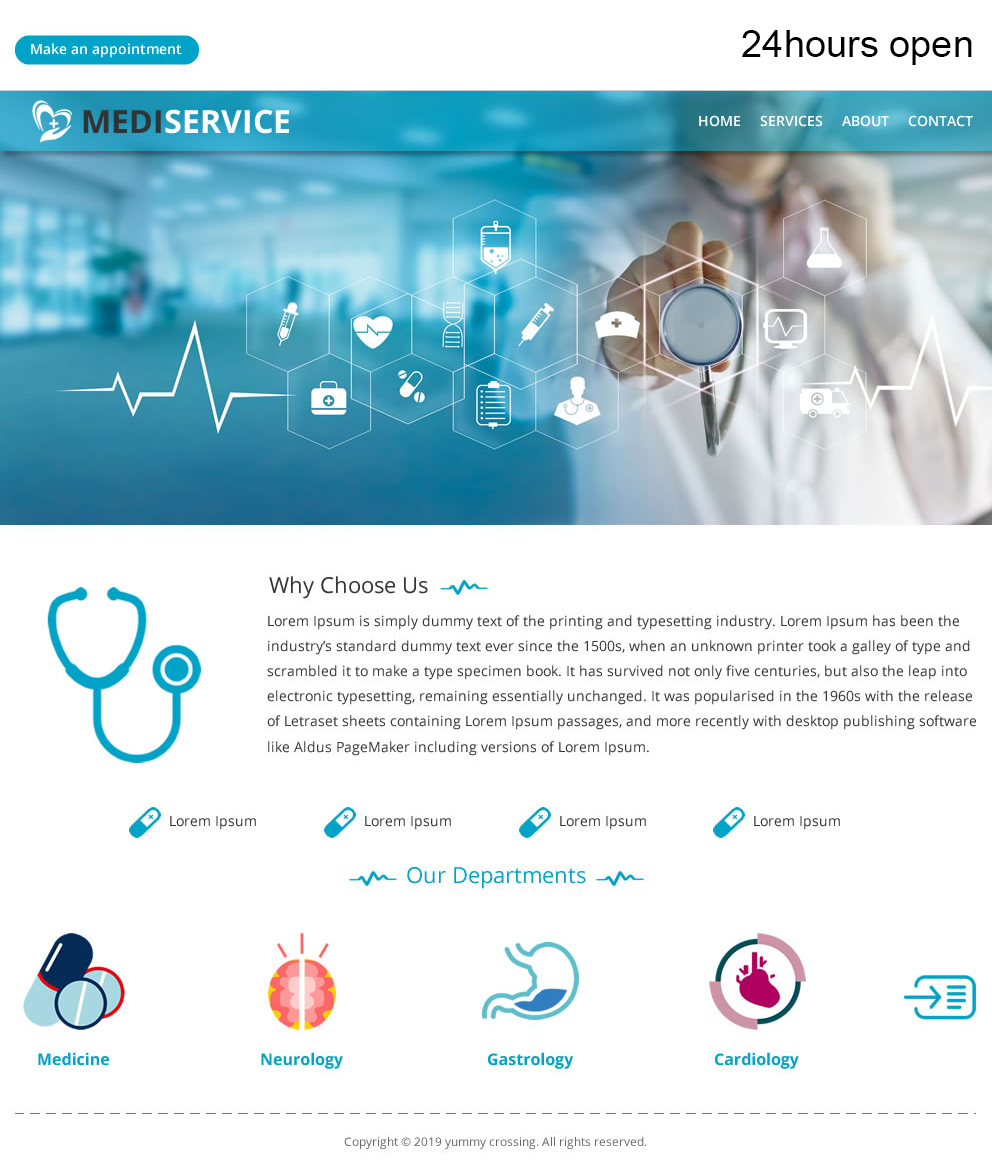 Make an appointment
24hours open
MEDISERVICE
HOME SERVICES ABOUT CONTACT
Why Choose Us
Lorem Ipsum is simply dummy text of the printing and typesetting industry. Lorem Ipsum has been the
industry’s standard dummy text ever since the 1500s, when an unknown printer took a galley of type and
scrambled it to make a type specimen book. It has survived not only five centuries, but also the leap into
electronic typesetting, remaining essentially unchanged. It was popularised in the 1960s with the release
of Letraset sheets containing Lorem Ipsum passages, and more recently with desktop publishing software
like Aldus PageMaker including versions of Lorem Ipsum.
Lorem Ipsum Lorem Ipsum Lorem Ipsum Lorem Ipsum
Our Departments
Medicine Neurology Gastrology Cardiology
Copyright © 2019 yummy crossing. All rights reserved.